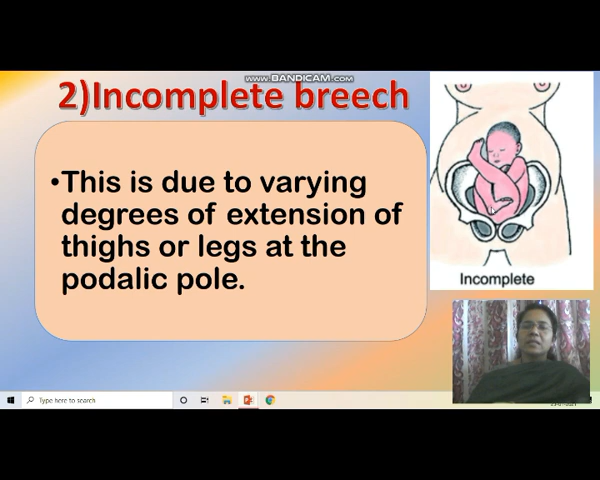 WWW.BANDICAM.COM
2)Incomplete breech
•This is due to varying
degrees of extension of
thighs or legs at the
podalic pole.
Incomplete
Type here to search